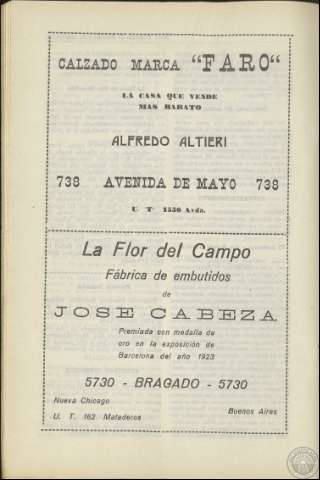 CALZADO MARCA "FARO"
LA CASA QUE VENDE
MAS BARATO
ALFREDO ALTIERI
738 AVENIDA DE MAYO 738
U. T 1550 Avda.
La Flor del Campo
Fábrica de embutidos
de
JOSE CABEZA
Premiada con medalla de
oro en la exposición de
Barcelona del año 1923
5730 - BRAGADO - 5730
Nueva Chicago
Buenos Aires
U. T. 162 Mataderos